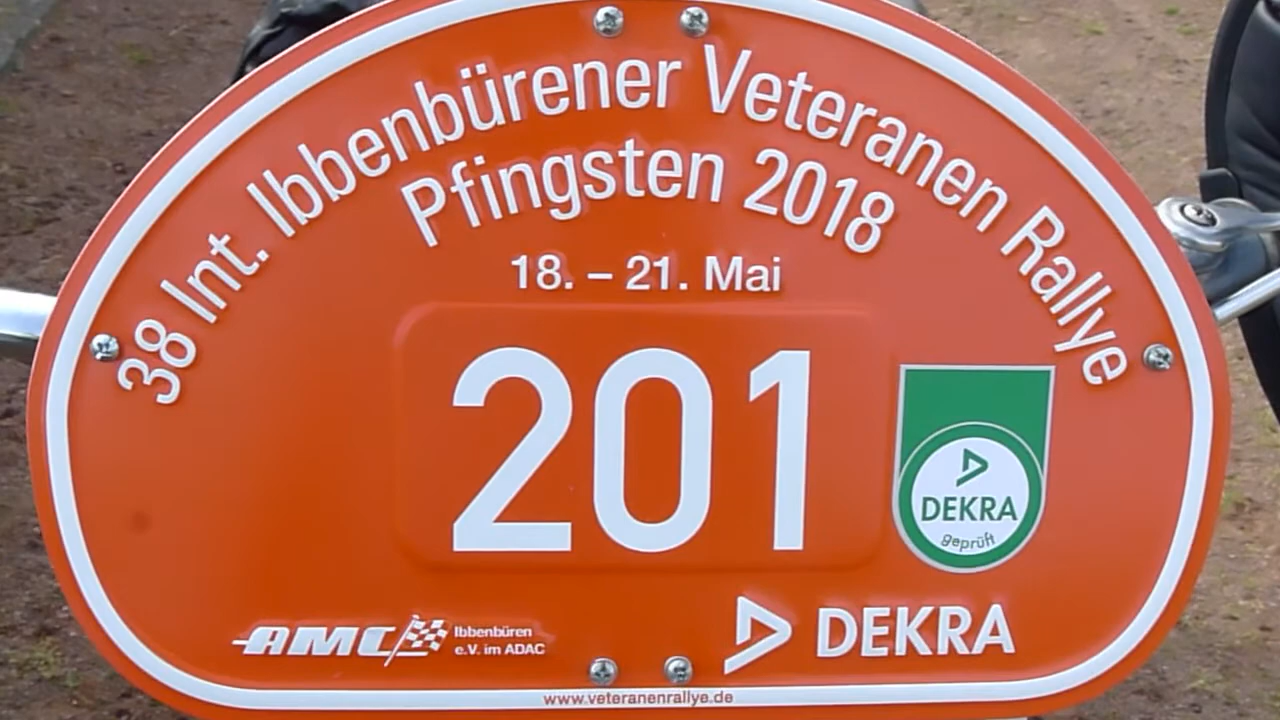 38 Int. Ibbenbürener Veteranen Rallye
Pfingsten 2018
18. – 21. Mai
201
DEKRA
geprüft
AMC
Ibbenbüren
e.V. im ADAC
DEKRA
www.veteranenrallye.de